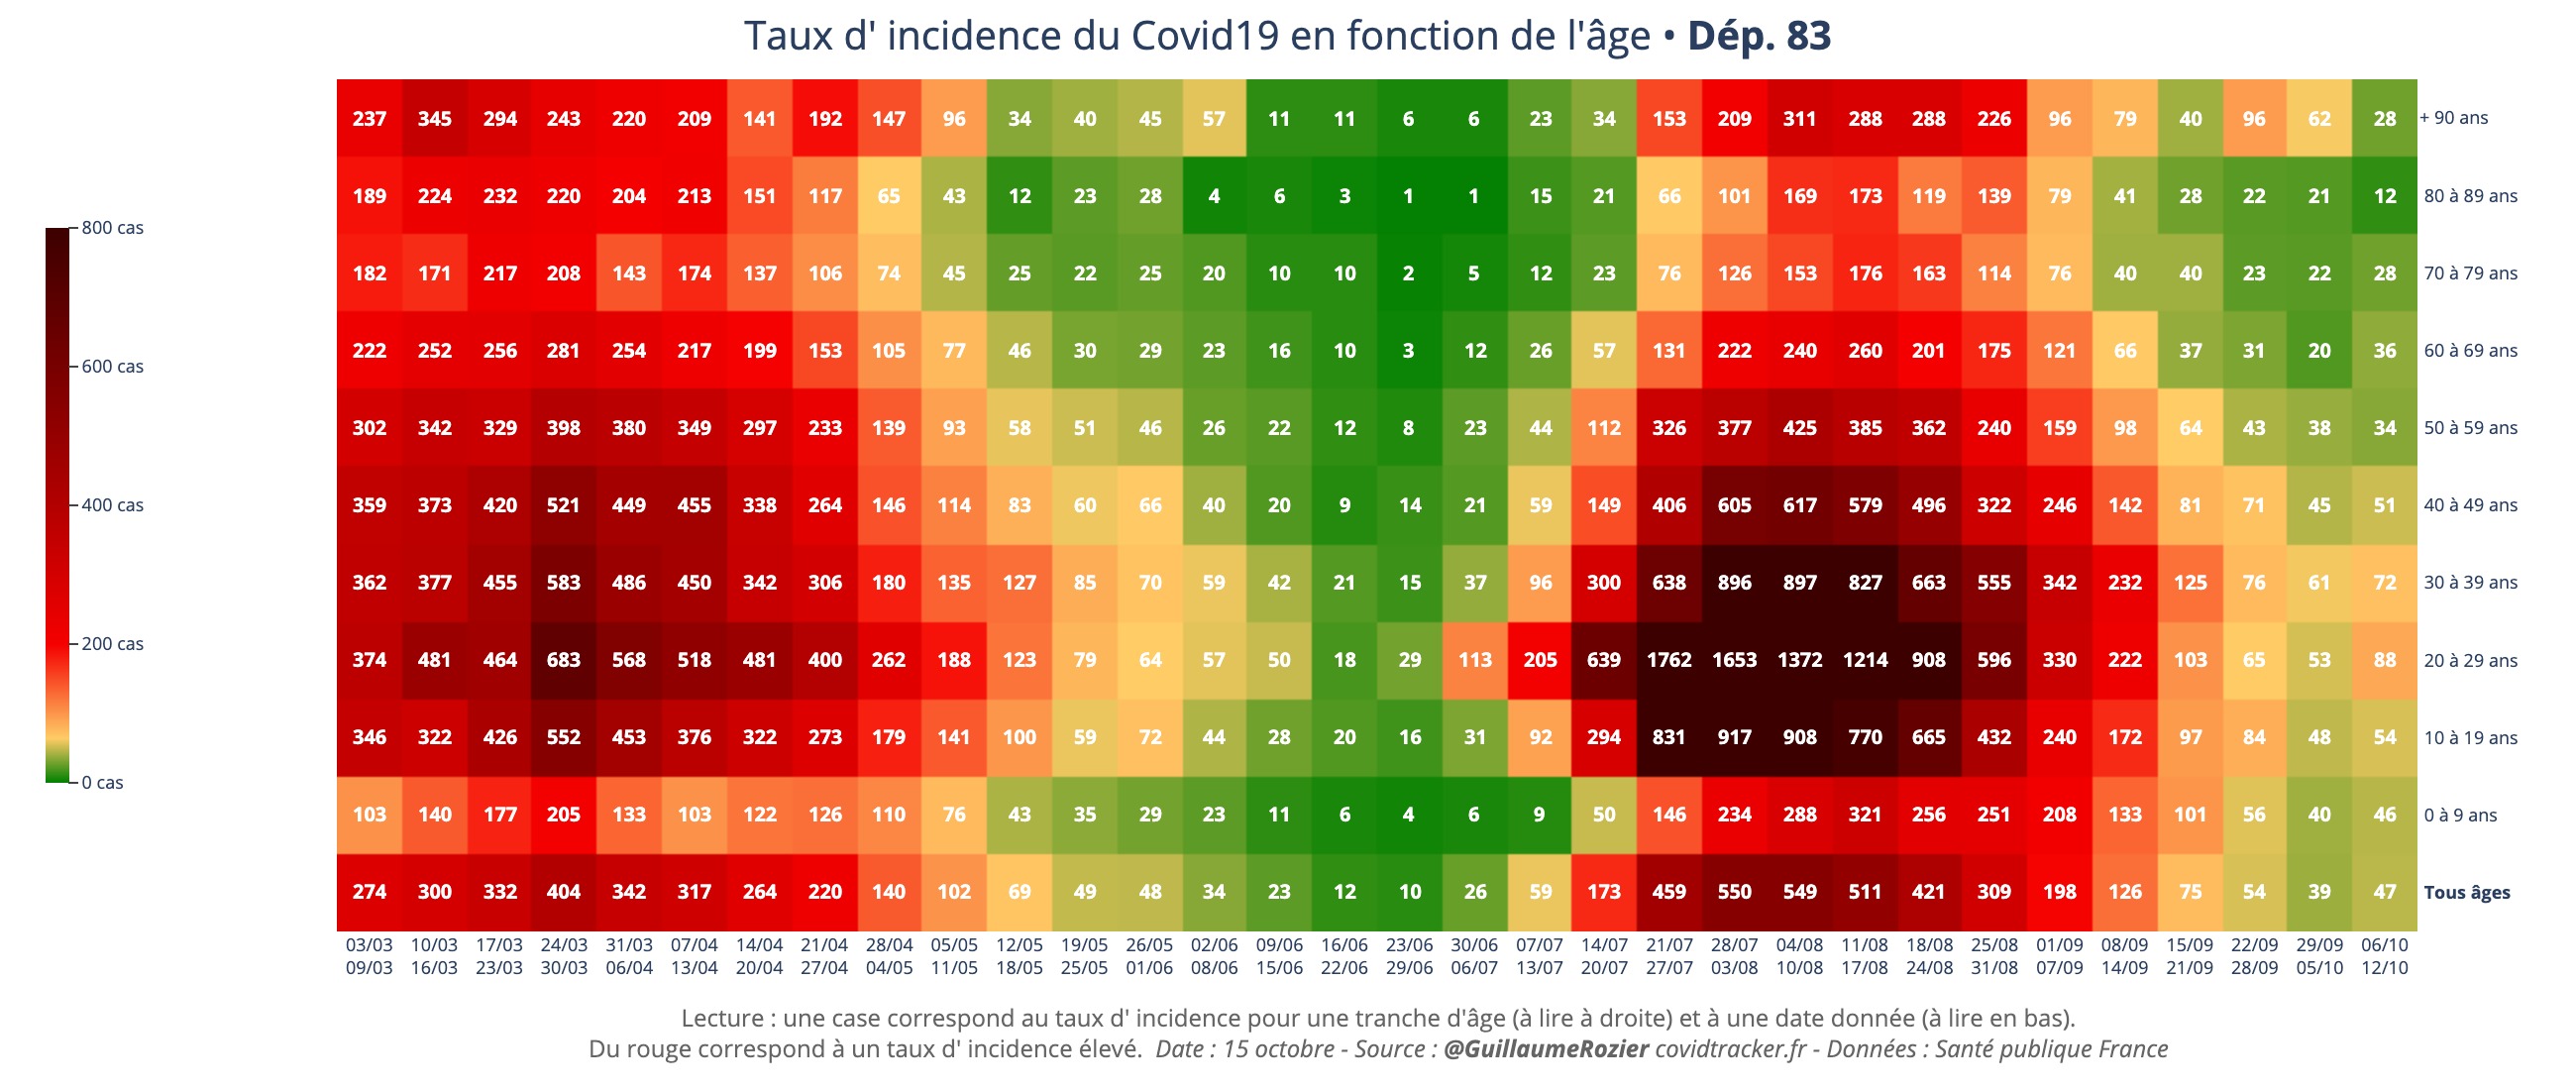 Taux d' incidence du Covid19 en fonction de l'âge • Dép. 83
800 cas
600 cas
400 cas
200 cas
0 cas
237 345 294 243 220 209 141 192 147 96 34 40 45 57 11 11 6 6 23 34 153 209 311 288 288 226 96 79 40 96 62 28 + 90 ans
189 224 232 220 204 213 151 117 65 43 12 23 28 4 6 3 1 1 15 21 66 101 169 173 119 139 79 41 28 22 21 12 80 à 89 ans
182 171 217 208 143 174 137 106 74 45 25 22 25 20 10 10 2 5 12 23 76 126 153 176 163 114 76 40 40 23 22 28 70 à 79 ans
222 252 256 281 254 217 199 153 105 77 46 30 29 23 16 10 3 12 26 57 131 222 240 260 201 175 121 66 37 31 20 36 60 à 69 ans
302 342 329 398 380 349 297 233 139 93 58 51 46 26 22 12 8 23 44 112 326 377 425 385 362 240 159 98 64 43 38 34 50 à 59 ans
359 373 420 521 449 455 338 264 146 114 83 60 66 40 20 9 14 21 59 149 406 605 617 579 496 322 246 142 81 71 45 51 40 à 49 ans
362 377 455 583 486 450 342 306 180 135 127 85 70 59 42 21 15 37 96 300 638 896 897 827 663 555 342 232 125 76 61 72 30 à 39 ans
374 481 464 683 568 518 481 400 262 188 123 79 64 57 50 18 29 113 205 639 1762 1653 1372 1214 908 596 330 222 103 65 53 88 20 à 29 ans
346 322 426 552 453 376 322 273 179 141 100 59 72 44 28 20 16 31 92 294 831 917 908 770 665 432 240 172 97 84 48 54 10 à 19 ans
103 140 177 205 133 103 122 126 110 76 43 35 29 23 11 6 4 6 9 50 146 234 288 321 256 251 208 133 101 56 40 46 0 à 9 ans
274 300 332 404 342 317 264 220 140 102 69 49 48 34 23 12 10 26 59 173 459 550 549 511 421 309 198 126 75 54 39 47 Tous âges
03/03 10/03 17/03 24/03 31/03 07/04 14/04 21/04 28/04 05/05 12/05 19/05 26/05 02/06 09/06 16/06 23/06 30/06 07/07 14/07 21/07 28/07 04/08 11/08 18/08 25/08 01/09 08/09 15/09 22/09 29/09 06/10
09/03 16/03 23/03 30/03 06/04 13/04 20/04 27/04 04/05 11/05 18/05 25/05 01/06 08/06 15/06 22/06 29/06 06/07 13/07 20/07 27/07 03/08 10/08 17/08 24/08 31/08 07/09 14/09 21/09 28/09 05/10 12/10
Lecture : une case correspond au taux d' incidence pour une tranche d'âge (à lire à droite) et à une date donnée (à lire en bas).
Du rouge correspond à un taux d' incidence élevé. Date : 15 octobre - Source : @GuillaumeRozier covidtracker.fr - Données : Santé publique France